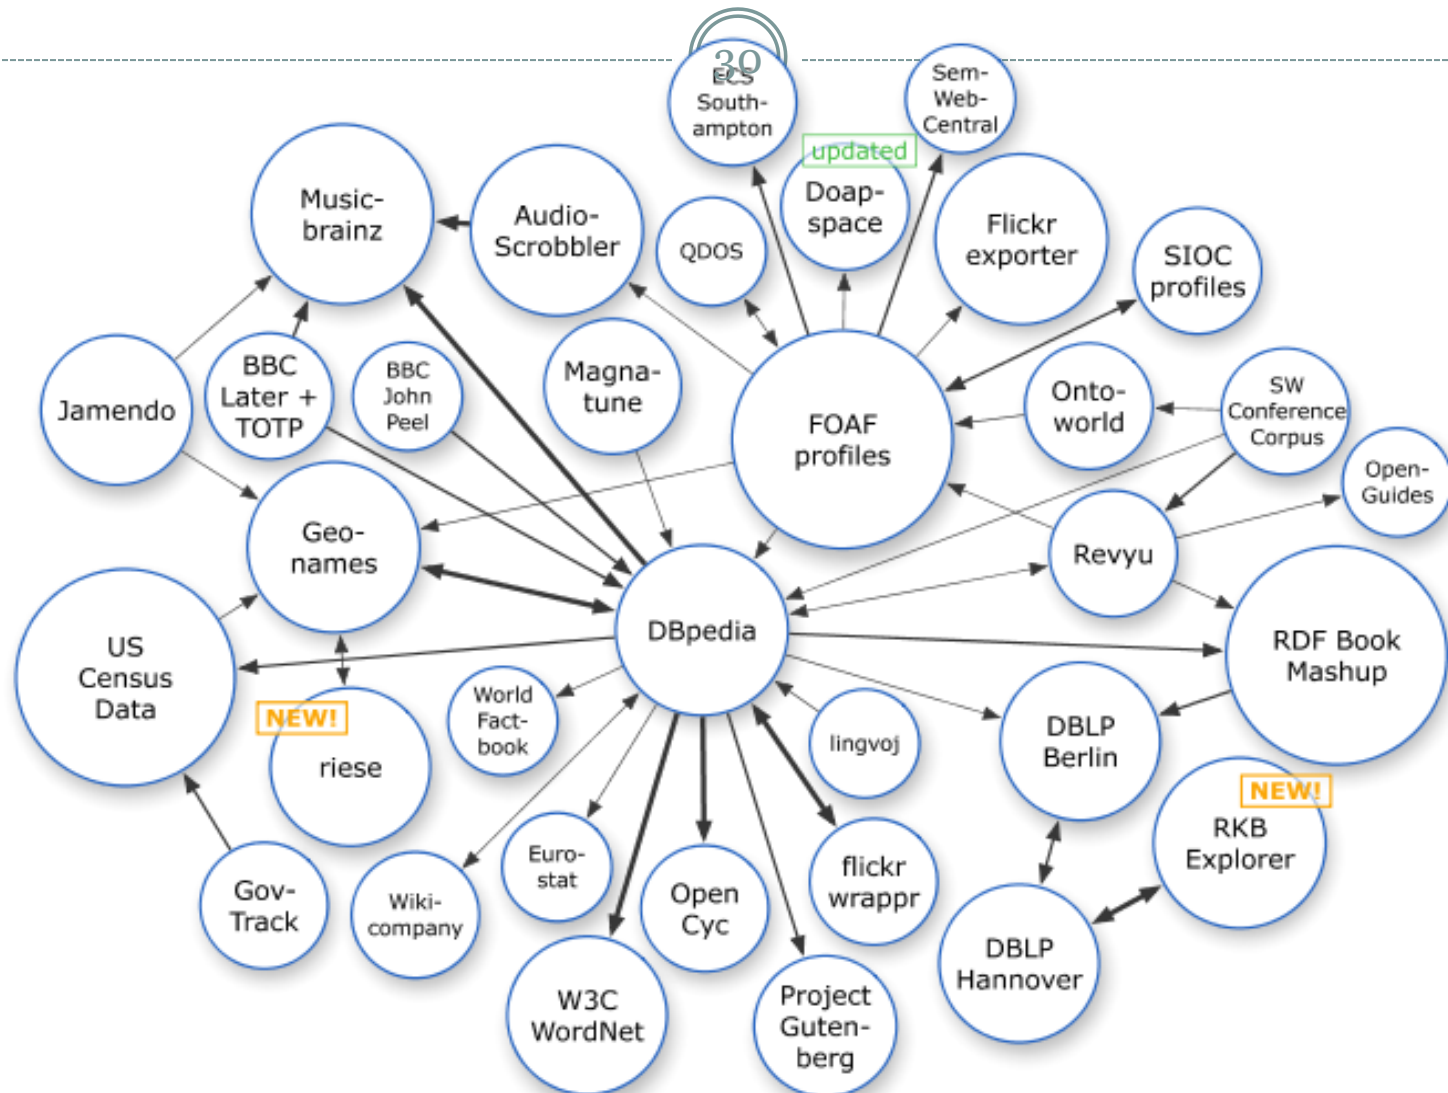 30
ECS
South-
ampton
Sem-
Web-
Central
updated
Doap-
space
Music-
brainz
Audio-
Scrobbler
QDOS
Flickr
exporter
SIOC
profiles
Magna-
tune
BBC
Later +
TOTP
BBC
John
Peel
Jamendo
FOAF
profiles
Onto-
world
SW
Conference
Corpus
Open-
Guides
Geo-
names
Revyu
DBpedia
US
Census
Data
RDF Book
Mashup
World
Fact-
book
NEW!
riese
lingvoj
DBLP
Berlin
NEW!
RKB
Explorer
Gov-
Track
Wiki-
company
Euro-
stat
Open
Cyc
flickr
wrappr
DBLP
Hannover
W3C
WordNet
Project
Guten-
berg